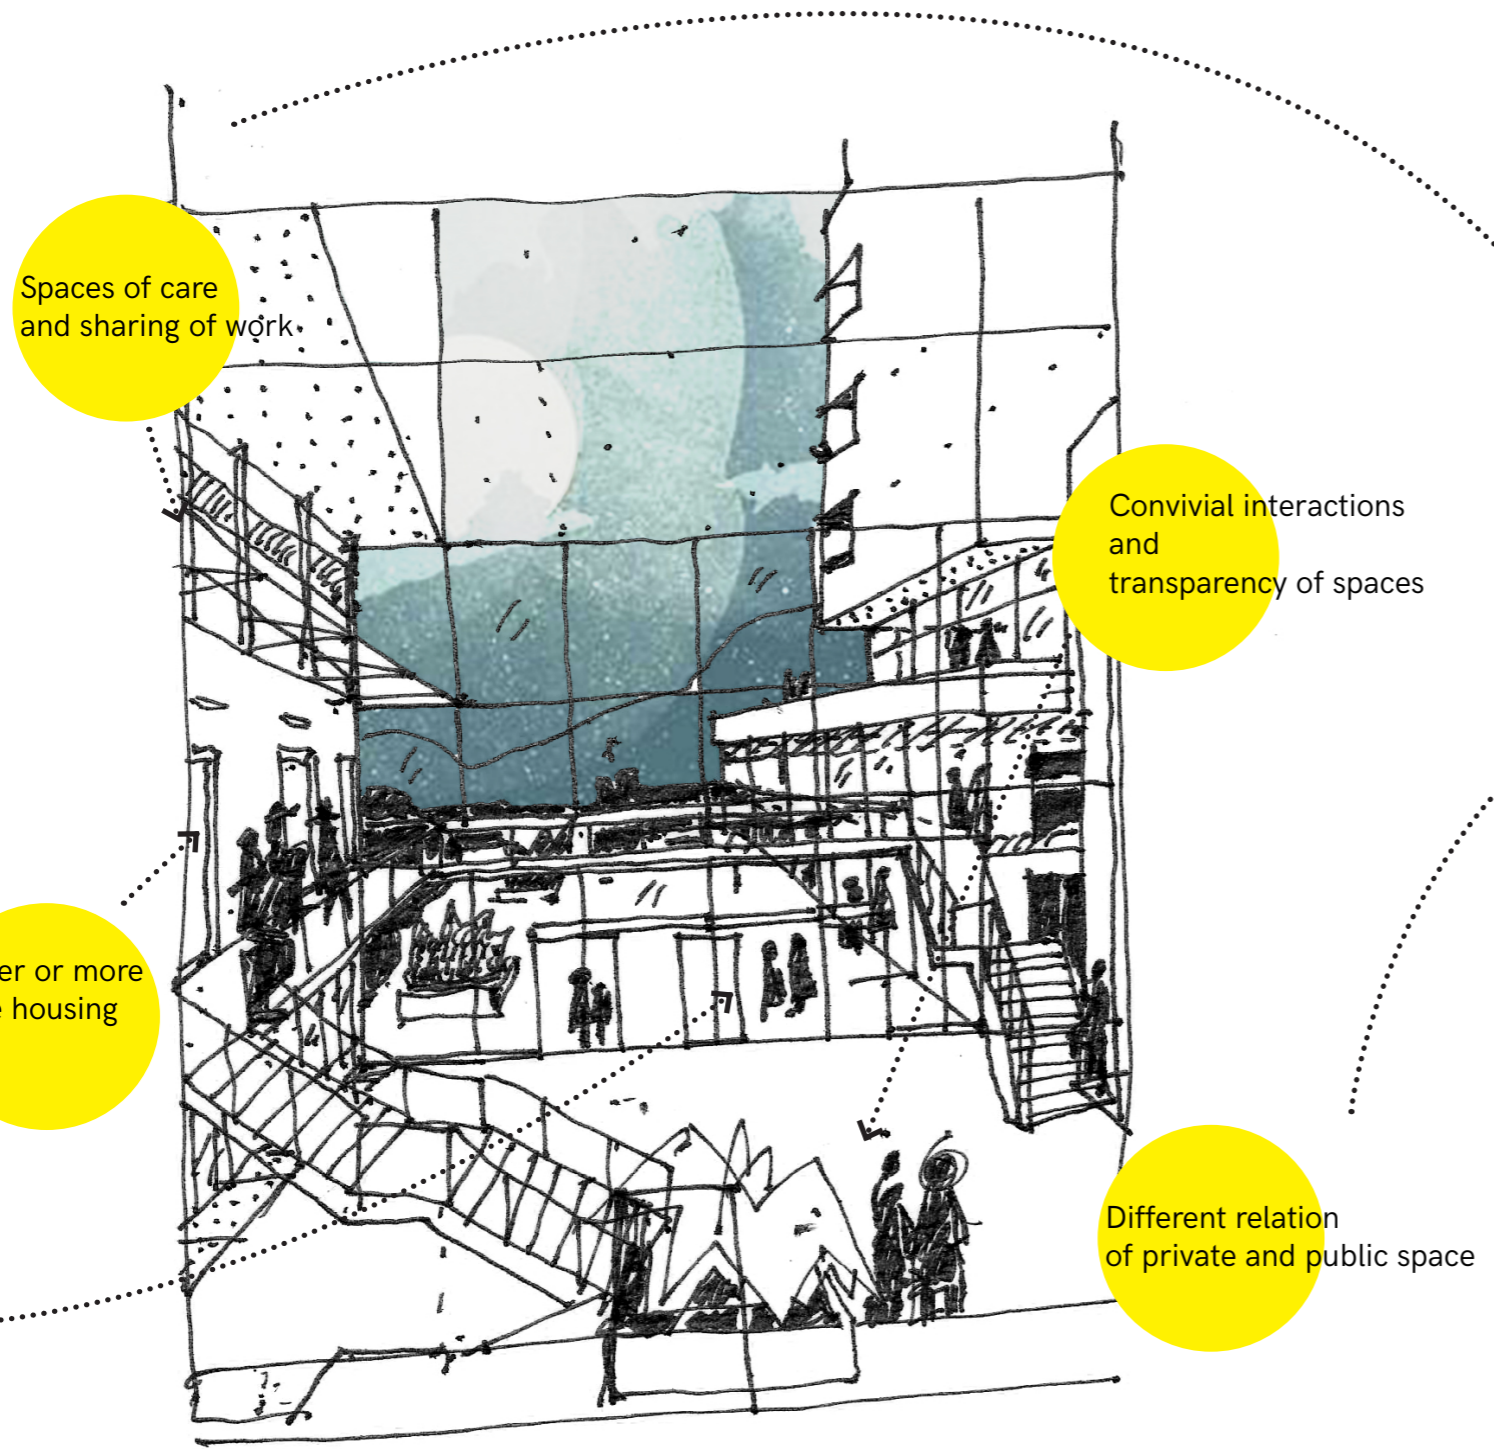 Spaces of care
and sharing of work
Convivial interactions
and
transparency of spaces
or more
housing
Different relation
of private and public space